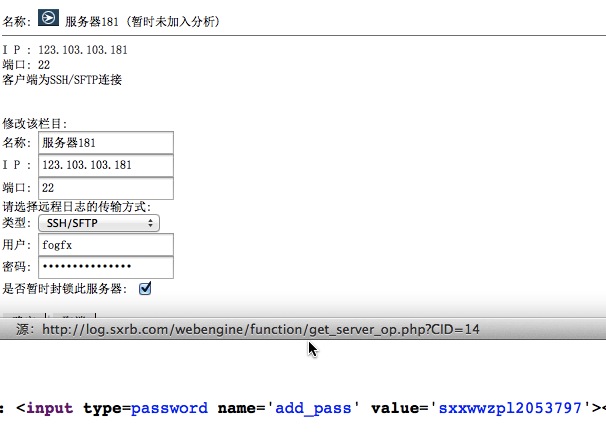 名称: 服务器181 (暂时未加入分析)
I P : 123.103.103.181
端口: 22
客户端为SSH/SFTP连接
修改该栏目:
名称: 服务器181
I P : 123.103.103.181
端口: 22
请选择远程日志的传输方式:
类型: SSH/SFTP
用户: fogfx
密码: •••••••••••••••
是否暂时封锁此服务器:
源: http://log.sxrb.com/webengine/function/get_server_op.php?CID=14
: <input type=password name='add_pass' value='sxxwwzpl2053797'><